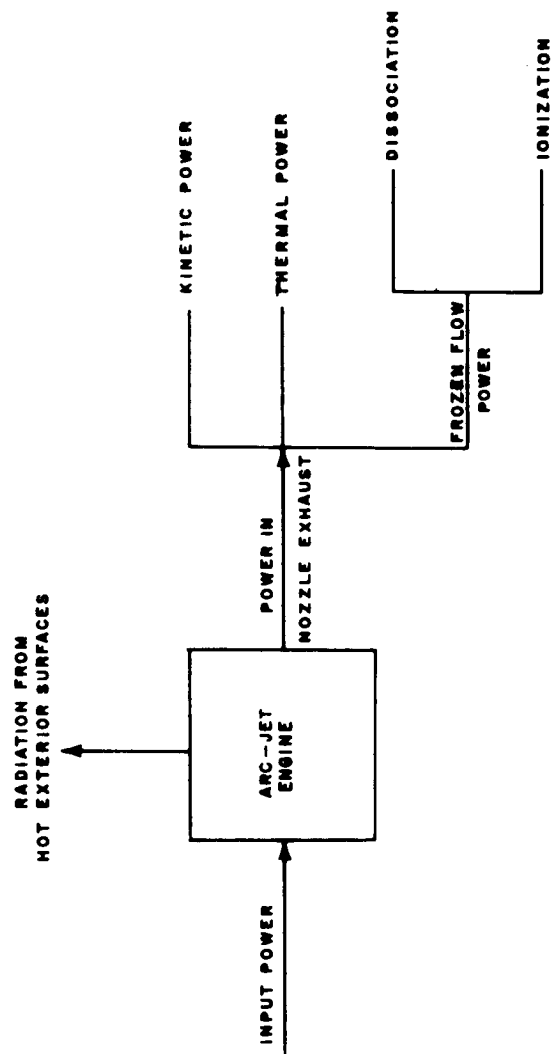 RADIATION FROM
HOT EXTERIOR SURFACES
INPUT POWER
ARC-JET
ENGINE
POWER IN
NOZZLE EXHAUST
KINETIC POWER
THERMAL POWER
FROZEN FLOW
POWER
DISSOCIATION
IONIZATION